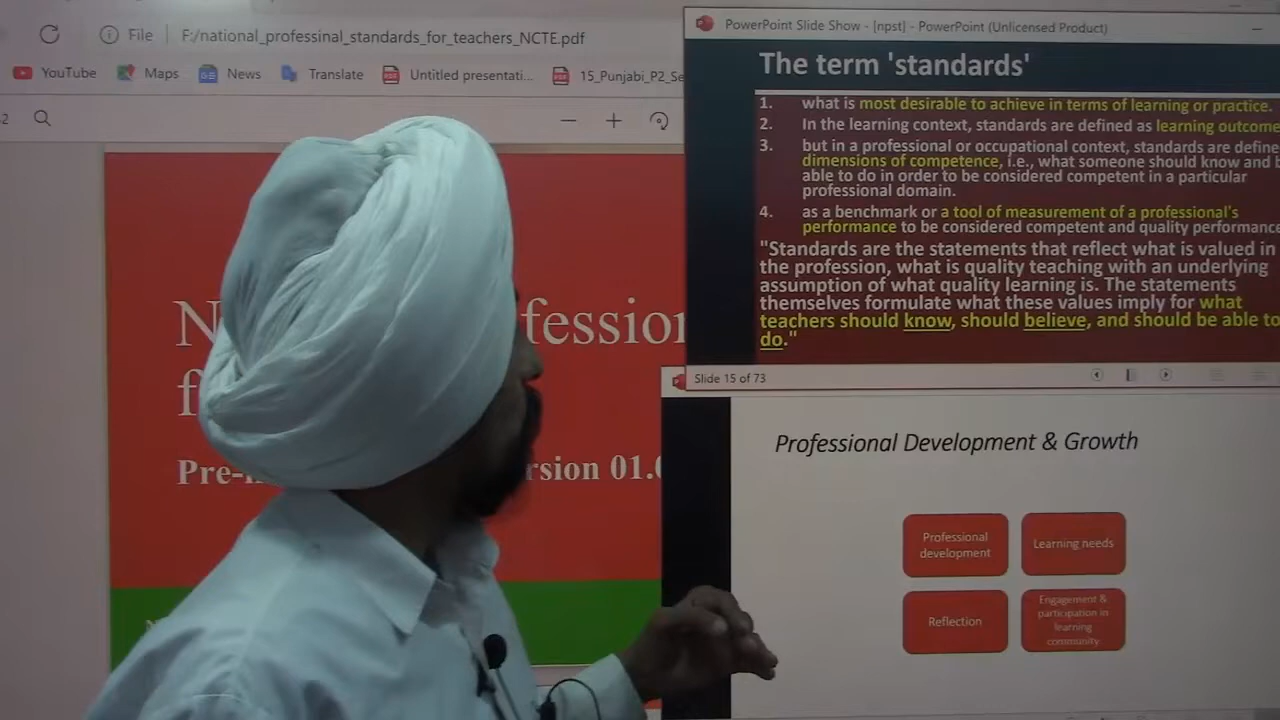 File F:/national_professinal_standards_for_teachers_NCTE.pdf
YouTube Maps News Translate Untitled presentati... 15_Punjabi_P2_Se
fession
Pre- rsion 01.
PowerPoint Slide Show - [npst] - PowerPoint (Unlicensed Product)
The term 'standards'
1. what is most desirable to achieve in terms of learning or practice.
2. In the learning context, standards are defined as learning outcome
3. but in a professional or occupational context, standards are define
dimensions of competence, i.e., what someone should know and b
able to do in order to be considered competent in a particular
professional domain.
4. as a benchmark or a tool of measurement of a professional's
performance to be considered competent and quality performance
"Standards are the statements that reflect what is valued in
the profession, what is quality teaching with an underlying
assumption of what quality learning is. The statements
themselves formulate what these values imply for what
teachers should know, should believe, and should be able to
do."
Slide 15 of 73
Professional Development & Growth
Professional
development
Learning needs
Reflection
Engagement &
participation in
learning
community